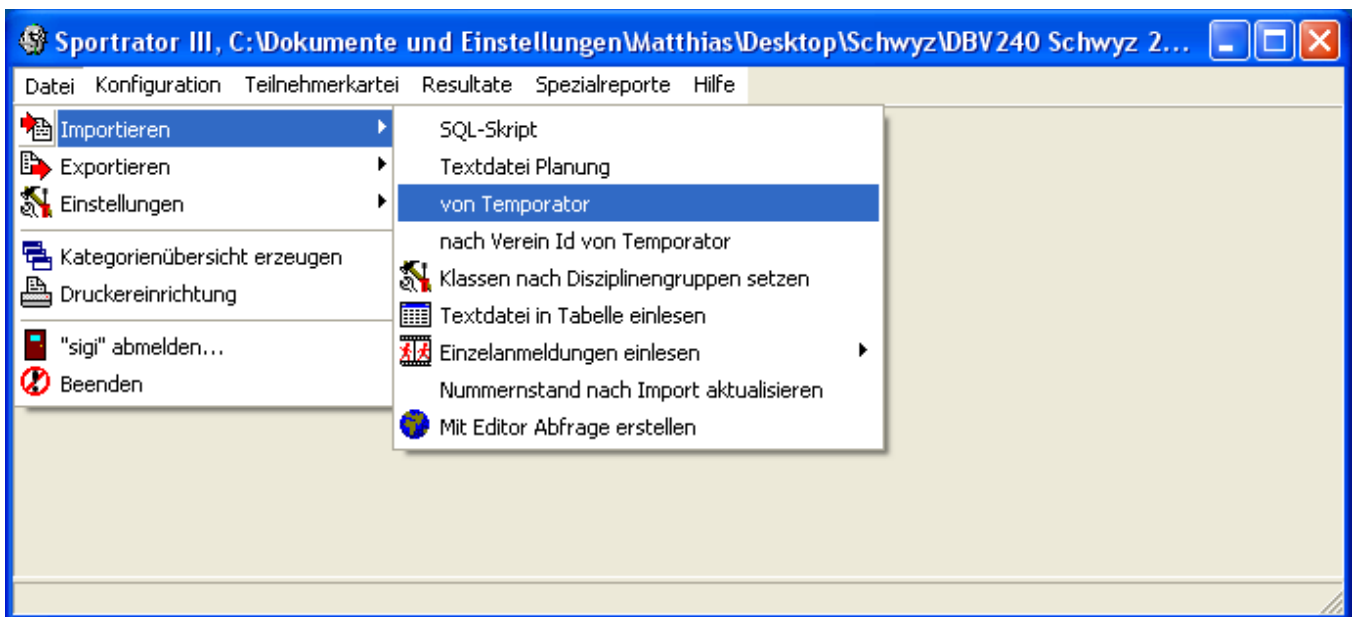 Sportrator III, C:\Dokumente und Einstellungen\Matthias\Desktop\Schwyz\DBV240 Schwyz 2...
Datei Konfiguration Teilnehmerkartei Resultate Spezialreporte Hilfe
Importieren
Exportieren
Einstellungen
Kategorienübersicht erzeugen
Druckereinrichtung
"sigi" abmelden...
Beenden
SQL-Skript
Textdatei Planung
von Temporator
nach Verein Id von Temporator
Klassen nach Disziplinengruppen setzen
Textdatei in Tabelle einlesen
Einzelanmeldungen einlesen
Nummernstand nach Import aktualisieren
Mit Editor Abfrage erstellen